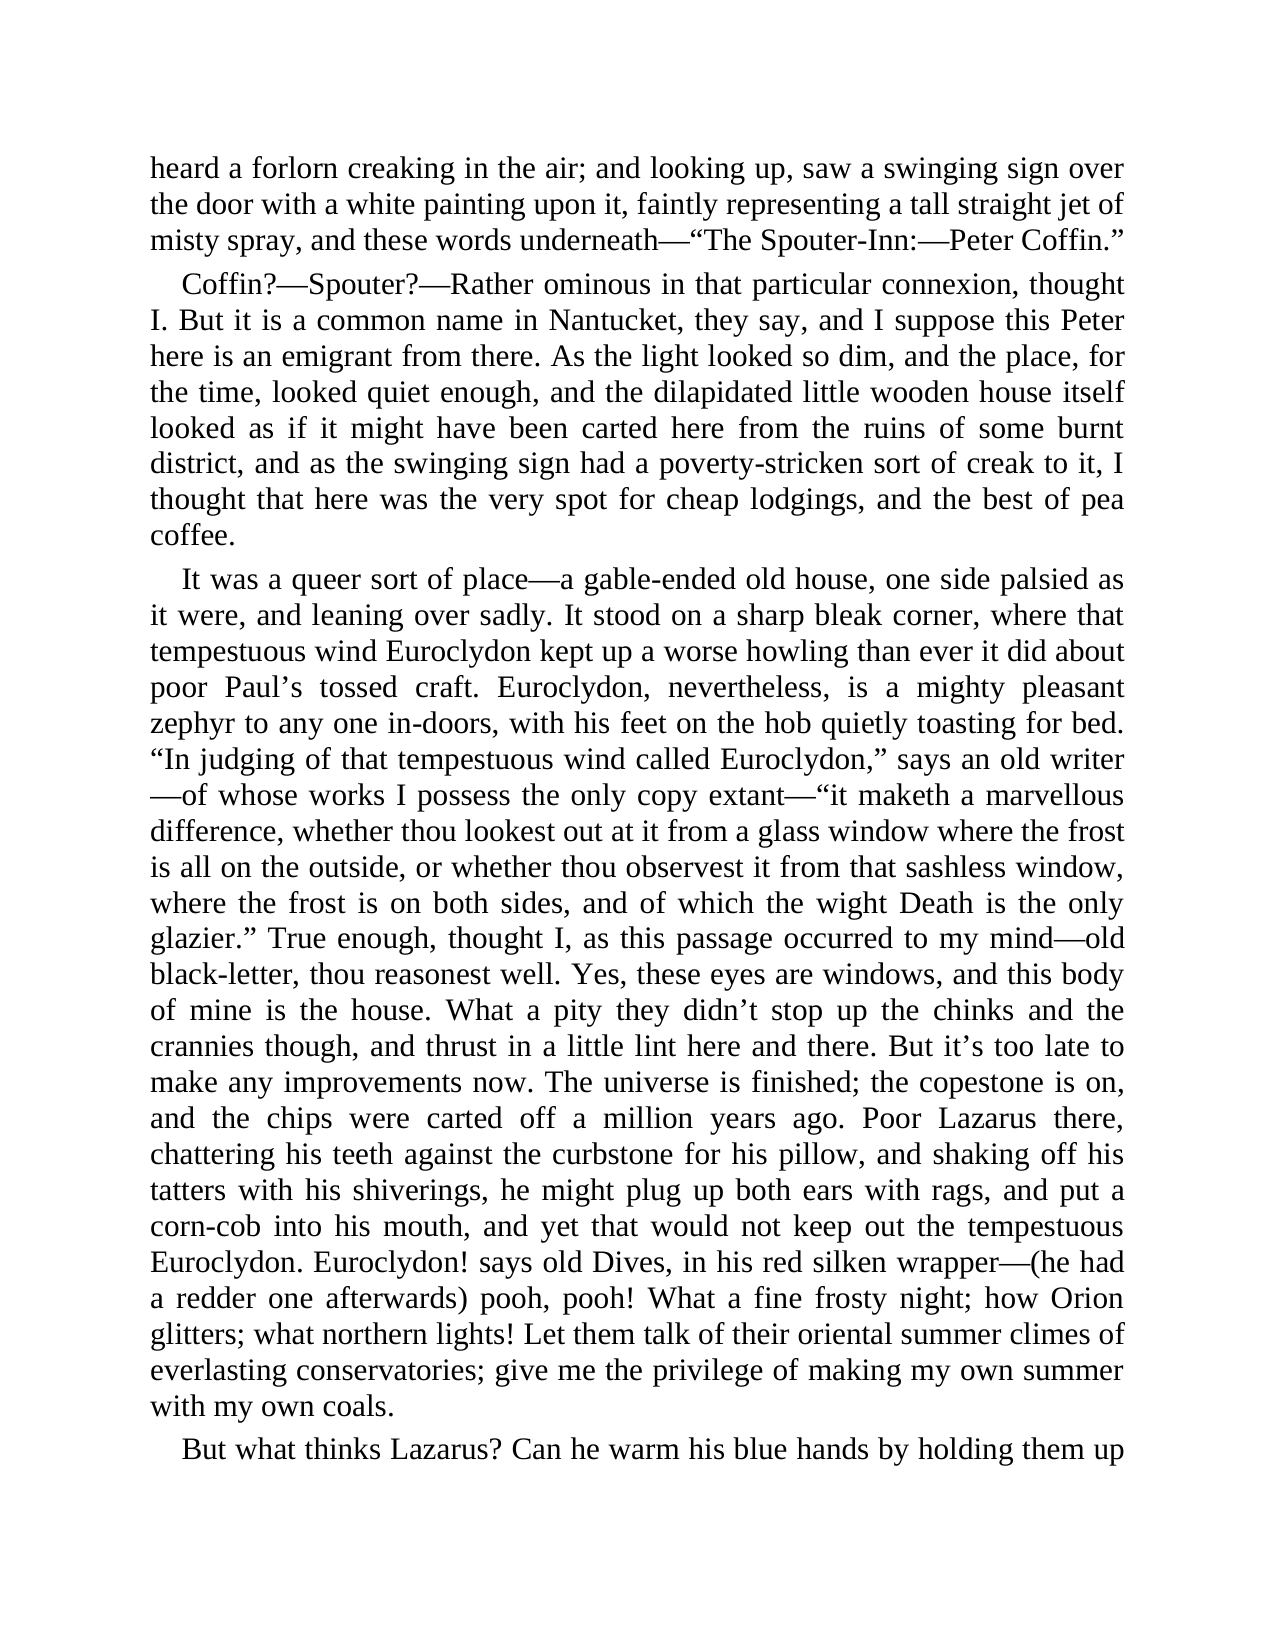 heard a forlorn creaking in the air; and looking up, saw a swinging sign over
the door with a white painting upon it, faintly representing a tall straight jet of
misty spray, and these words underneath—“The Spouter-Inn:—Peter Coffin.”
Coffin?—Spouter?—Rather ominous in that particular connexion, thought
I. But it is a common name in Nantucket, they say, and I suppose this Peter
here is an emigrant from there. As the light looked so dim, and the place, for
the time, looked quiet enough, and the dilapidated little wooden house itself
looked as if it might have been carted here from the ruins of some burnt
district, and as the swinging sign had a poverty-stricken sort of creak to it, I
thought that here was the very spot for cheap lodgings, and the best of pea
coffee.
It was a queer sort of place—a gable-ended old house, one side palsied as
it were, and leaning over sadly. It stood on a sharp bleak corner, where that
tempestuous wind Euroclydon kept up a worse howling than ever it did about
poor Paul’s tossed craft. Euroclydon, nevertheless, is a mighty pleasant
zephyr to any one in-doors, with his feet on the hob quietly toasting for bed.
“In judging of that tempestuous wind called Euroclydon,” says an old writer
—of whose works I possess the only copy extant—“it maketh a marvellous
difference, whether thou lookest out at it from a glass window where the frost
is all on the outside, or whether thou observest it from that sashless window,
where the frost is on both sides, and of which the wight Death is the only
glazier.” True enough, thought I, as this passage occurred to my mind—old
black-letter, thou reasonest well. Yes, these eyes are windows, and this body
of mine is the house. What a pity they didn’t stop up the chinks and the
crannies though, and thrust in a little lint here and there. But it’s too late to
make any improvements now. The universe is finished; the copestone is on,
and the chips were carted off a million years ago. Poor Lazarus there,
chattering his teeth against the curbstone for his pillow, and shaking off his
tatters with his shiverings, he might plug up both ears with rags, and put a
corn-cob into his mouth, and yet that would not keep out the tempestuous
Euroclydon. Euroclydon! says old Dives, in his red silken wrapper—(he had
a redder one afterwards) pooh, pooh! What a fine frosty night; how Orion
glitters; what northern lights! Let them talk of their oriental summer climes of
everlasting conservatories; give me the privilege of making my own summer
with my own coals.
But what thinks Lazarus? Can he warm his blue hands by holding them up